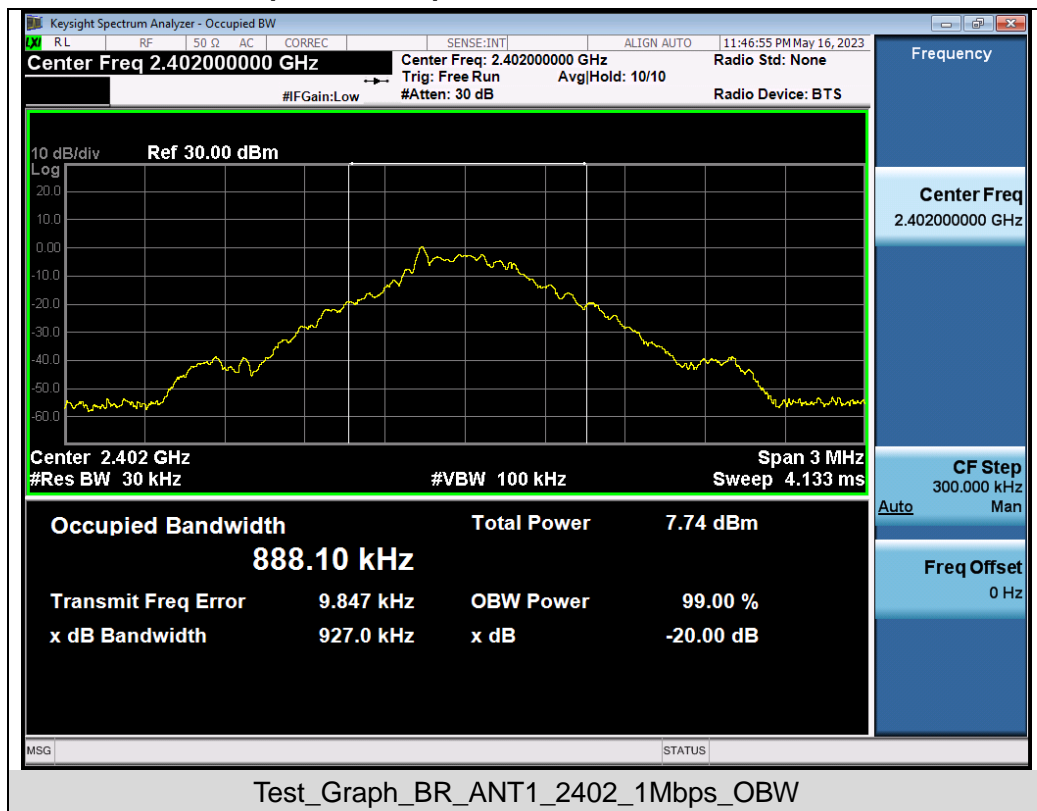 Keysight Spectrum Analyzer - Occupied BW
LXI RL RF 50 Ω AC CORREC SENSE:INT ALIGN AUTO 11:46:55 PM May 16, 2023
Center Freq 2.402000000 GHz
Center Freq: 2.402000000 GHz
Radio Std: None
Trig: Free Run Avg|Hold: 10/10
#IFGain:Low
#Atten: 30 dB
Radio Device: BTS
Frequency
10 dB/div Ref 30.00 dBm
Log
20.0
10.0
0.00
-10.0
-20.0
-30.0
-40.0
-50.0
-60.0
Center 2.402 GHz Span 3 MHz
#Res BW 30 kHz #VBW 100 kHz Sweep 4.133 ms
Center Freq
2.402000000 GHz
CF Step
300.000 kHz
Auto Man
Freq Offset
0 Hz
Occupied Bandwidth Total Power 7.74 dBm
888.10 kHz
Transmit Freq Error 9.847 kHz OBW Power 99.00 %
x dB Bandwidth 927.0 kHz x dB -20.00 dB
MSG STATUS
Test_Graph_BR_ANT1_2402_1Mbps_OBW